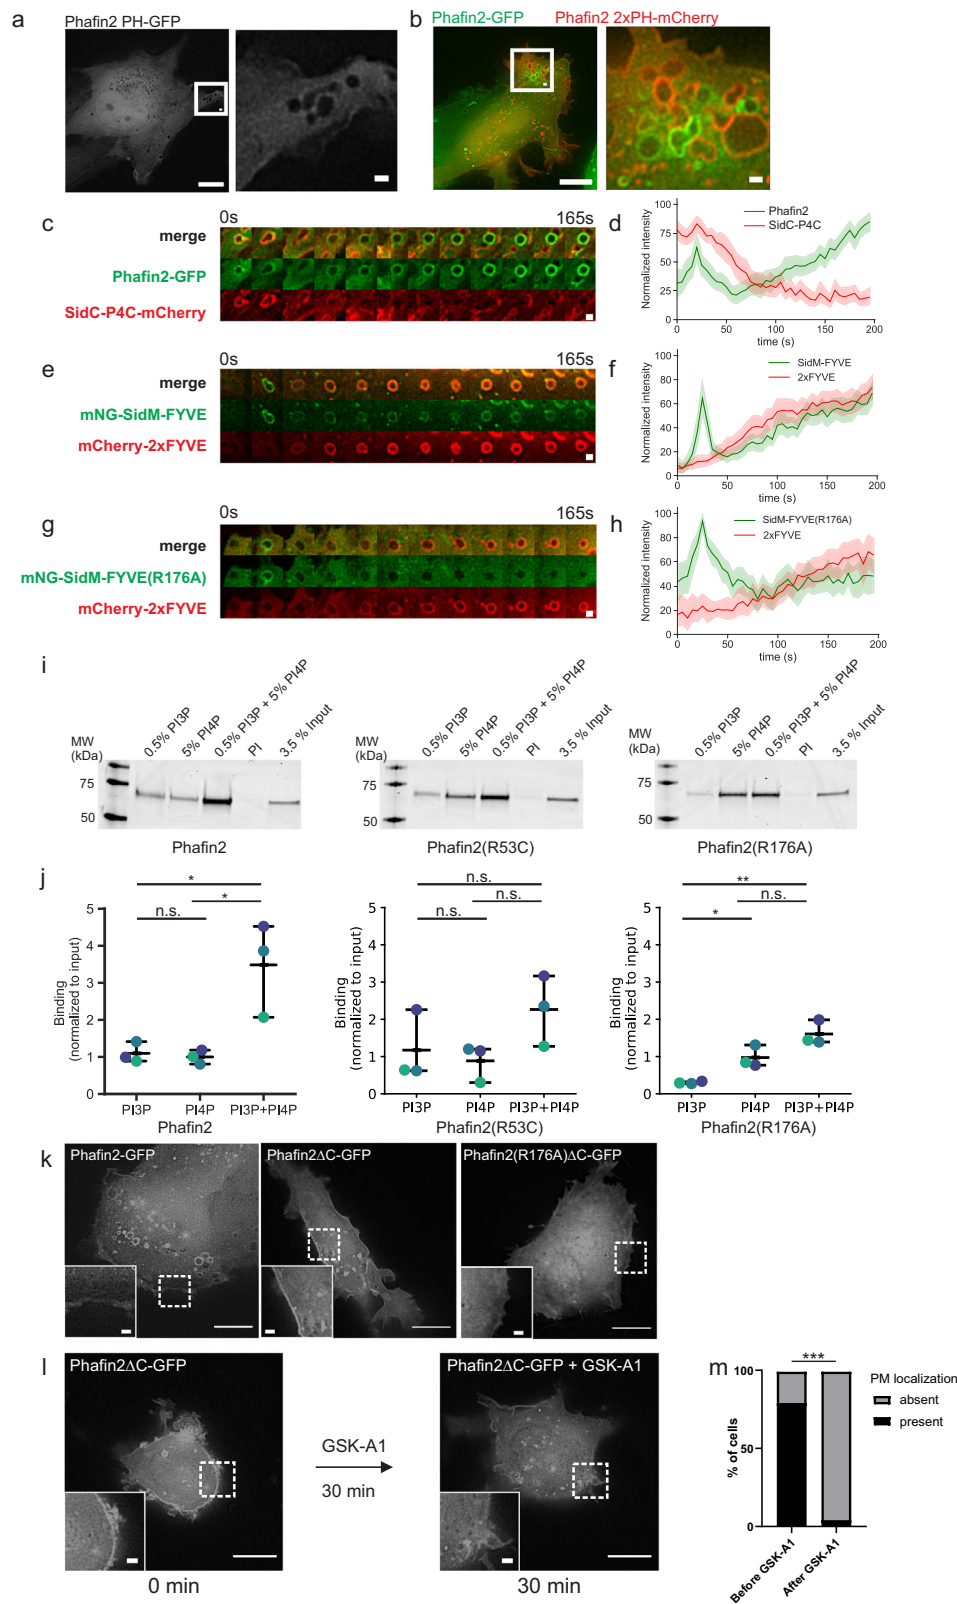 a
Phafin2 PH-GFP
b
Phafin2-GFP
Phafin2 2xPH-mCherry
c
0s
165s
merge
Phafin2-GFP
SidC-P4C-mCherry
d
Phafin2
SidC-P4C
Normalized intensity
100
75
50
25
0
0 50 100 150 200
time (s)
e
0s
165s
merge
mNG-SidM-FYVE
mCherry-2xFYVE
f
SidM-FYVE
2xFYVE
Normalized intensity
100
80
60
40
20
0
0 50 100 150 200
time (s)
g
0s
165s
merge
mNG-SidM-FYVE(R176A)
mCherry-2xFYVE
h
SidM-FYVE(R176A)
2xFYVE
Normalized intensity
100
80
60
40
20
0
0 50 100 150 200
time (s)
i
MW
(kDa)
0.5% PI3P
5% PI4P
0.5% PI3P + 5% PI4P
PI
3.5 % Input
75
50
Phafin2
MW
(kDa)
0.5% PI3P
5% PI4P
0.5% PI3P + 5% PI4P
PI
3.5 % Input
75
50
Phafin2(R53C)
MW
(kDa)
0.5% PI3P
5% PI4P
0.5% PI3P + 5% PI4P
PI
3.5 % Input
75
50
Phafin2(R176A)
j
*
*
n.s.
Binding
(normalized to input)
5
4
3
2
1
0
PI3P PI4P PI3P+PI4P
Phafin2
n.s.
n.s.
n.s.
Binding
(normalized to input)
5
4
3
2
1
0
PI3P PI4P PI3P+PI4P
Phafin2(R53C)
**
n.s.
*
Binding
(normalized to input)
5
4
3
2
1
0
PI3P PI4P PI3P+PI4P
Phafin2(R176A)
k
Phafin2-GFP
Phafin2ΔC-GFP
Phafin2(R176A)ΔC-GFP
l
Phafin2ΔC-GFP
0 min
GSK-A1
30 min
Phafin2ΔC-GFP + GSK-A1
30 min
m
***
% of cells
100
50
0
Before GSK-A1
After GSK-A1
PM localization
absent
present